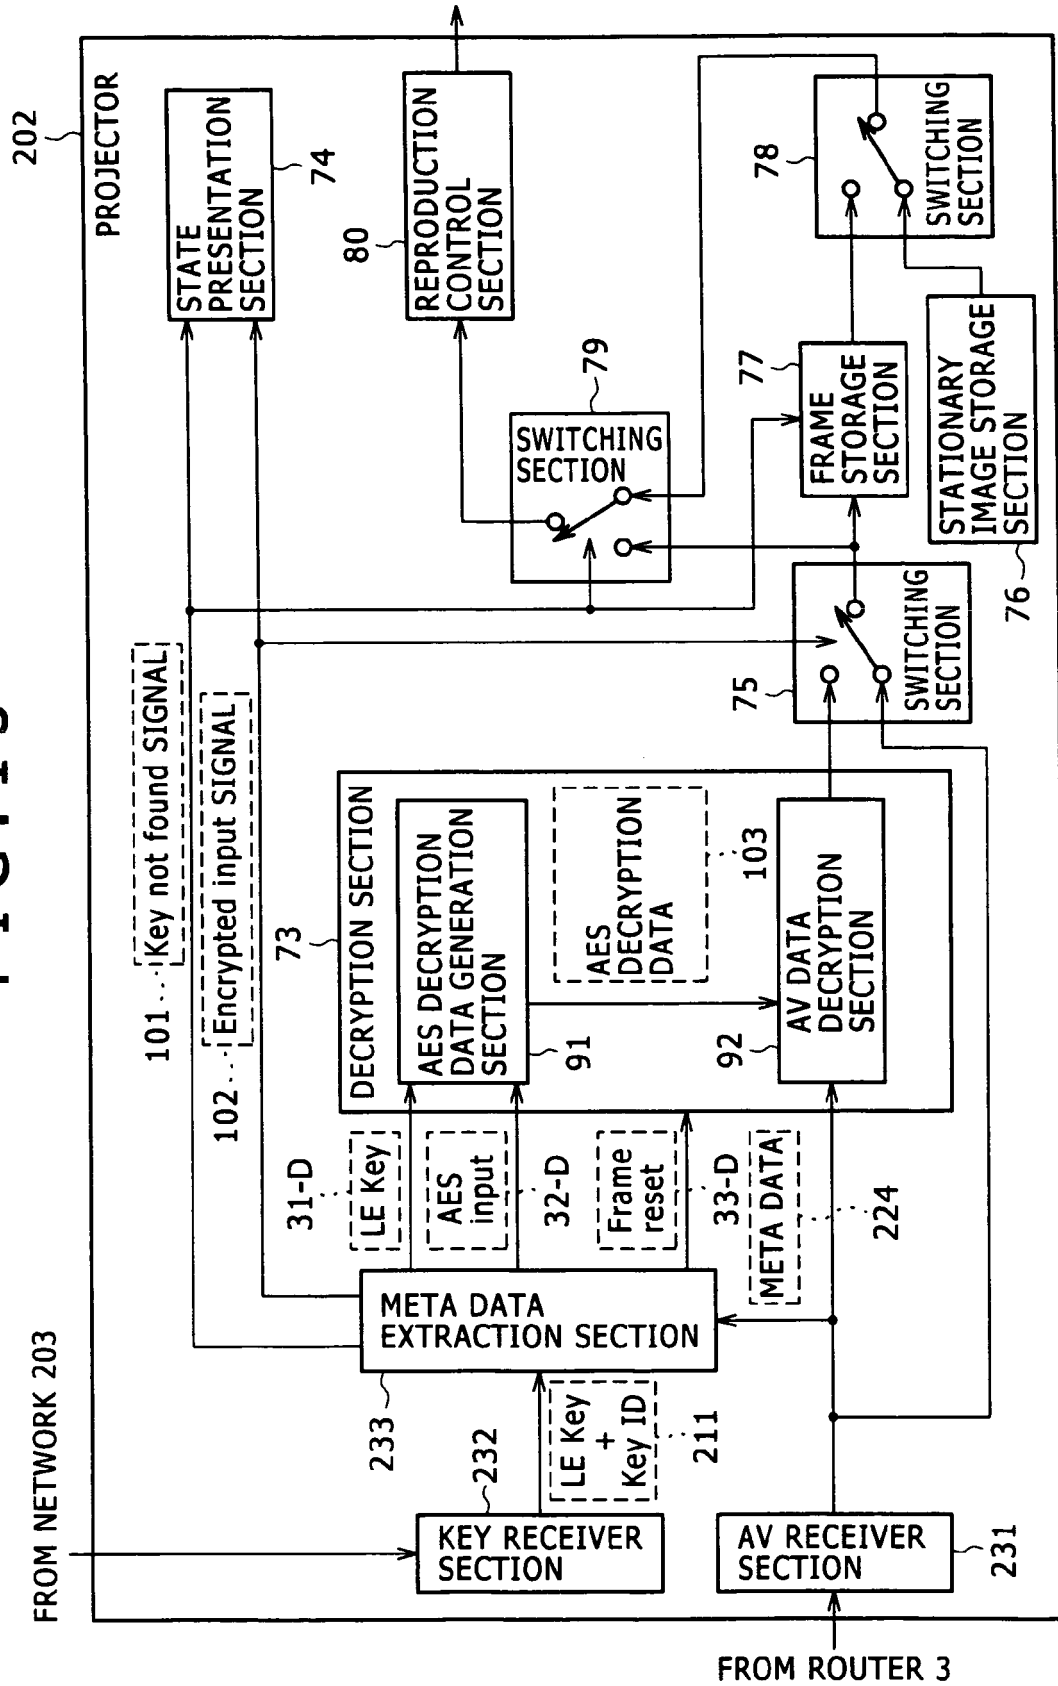 FROM NETWORK 203
202
PROJECTOR
101
Key not found SIGNAL
102
Encrypted input SIGNAL
STATE
PRESENTATION
SECTION
74
80
REPRODUCTION
CONTROL
SECTION
79
SWITCHING
SECTION
78
SWITCHING
SECTION
77
FRAME
STORAGE
SECTION
STATIONARY
IMAGE STORAGE
SECTION
76
75
SWITCHING
SECTION
73
DECRYPTION SECTION
AES DECRYPTION
DATA GENERATION
SECTION
91
AES
DECRYPTION
DATA
103
92
AV DATA
DECRYPTION
SECTION
31-D
LE Key
AES
input
32-D
Frame
reset
33-D
META DATA
224
META DATA
EXTRACTION SECTION
233
LE Key
+
Key ID
211
232
KEY RECEIVER
SECTION
AV RECEIVER
SECTION
231
FROM ROUTER 3